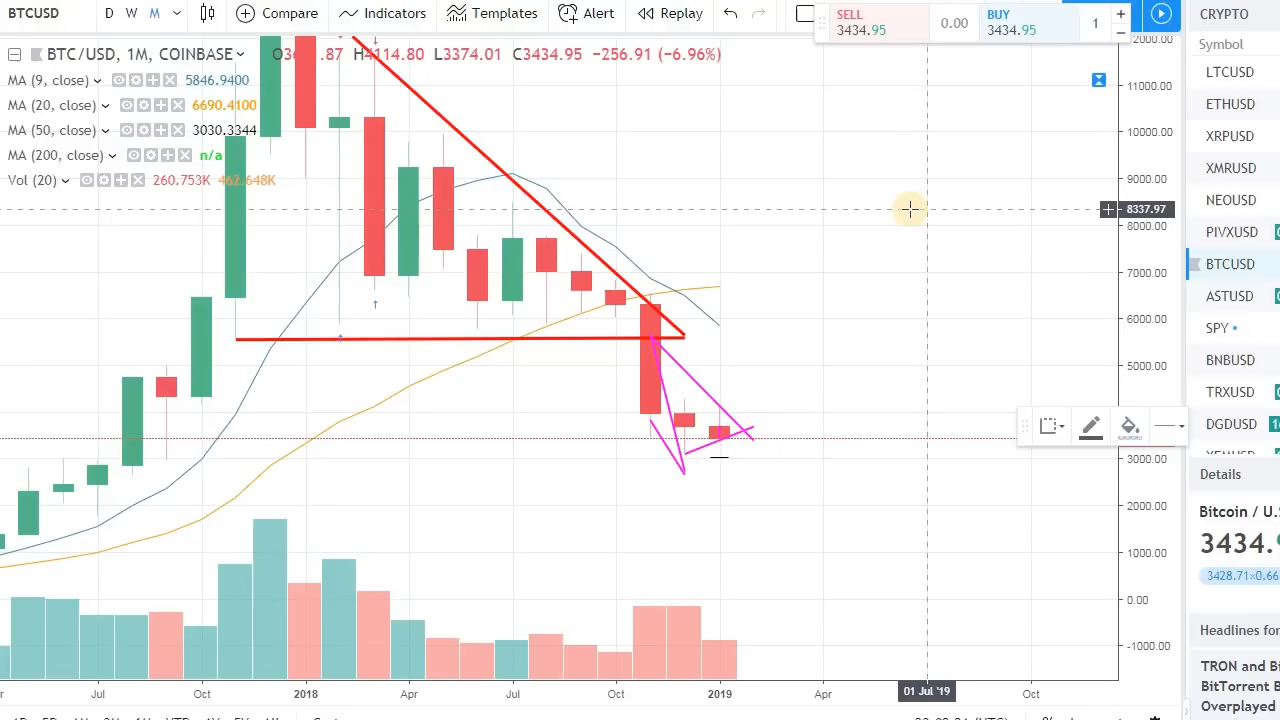 BTCUSD D W M Compare Indicators Templates Alert Replay
SELL 3434.95 0.00 BUY 3434.95 1
BTC/USD, 1M, COINBASE H4114.80 L3374.01 C3434.95 −256.91 (−6.96%)
MA (9, close) 5846.9400
MA (20, close) 6690.4100
MA (50, close) 3030.3344
MA (200, close) n/a
Vol (20) 260.753K 462.648K
12000.00
11000.00
10000.00
9000.00
8337.97
8000.00
7000.00
6000.00
5000.00
3000.00
2000.00
1000.00
0.00
-1000.00
Jul Oct 2018 Apr Jul Oct 2019 Apr 01 Jul '19 Oct
CRYPTO
Symbol
LTCUSD
ETHUSD
XRPUSD
XMRUSD
NEOUSD
PIVXUSD
BTCUSD
ASTUSD
SPY
BNBUSD
TRXUSD
DGDUSD
Details
Bitcoin / U.S
3434.
3428.71x0.66
Headlines for
TRON and Bi
BitTorrent B
Overplayed